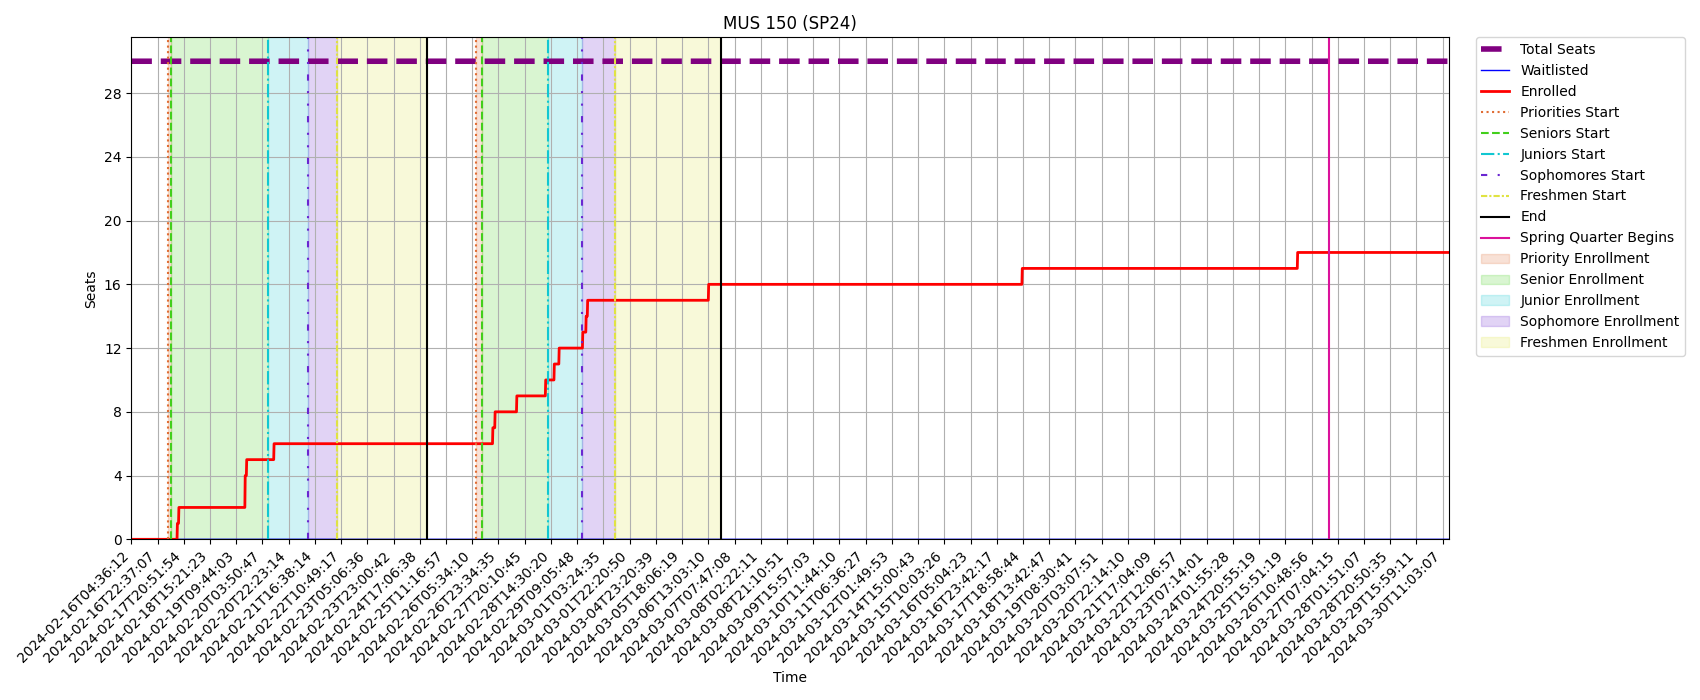 MUS 150 (SP24)
Seats
28
24
20
16
12
8
4
0
2024-02-16T04:36:12
2024-02-16T22:37:07
2024-02-17T20:51:54
2024-02-18T15:21:23
2024-02-19T09:44:03
2024-02-20T03:50:47
2024-02-20T22:23:14
2024-02-21T16:38:14
2024-02-22T10:49:17
2024-02-23T05:06:36
2024-02-23T23:00:42
2024-02-24T17:06:38
2024-02-25T11:16:57
2024-02-26T05:34:10
2024-02-26T23:34:35
2024-02-27T20:10:45
2024-02-28T14:30:20
2024-02-29T09:05:48
2024-03-01T03:24:35
2024-03-01T22:20:50
2024-03-04T23:20:39
2024-03-05T18:06:19
2024-03-06T13:03:10
2024-03-07T07:47:08
2024-03-08T02:22:11
2024-03-08T21:10:51
2024-03-09T15:57:03
2024-03-10T11:44:10
2024-03-11T06:36:27
2024-03-12T01:49:53
2024-03-14T15:00:43
2024-03-15T10:03:26
2024-03-16T05:04:23
2024-03-16T23:42:17
2024-03-17T18:58:44
2024-03-18T13:42:47
2024-03-19T08:30:41
2024-03-20T03:07:51
2024-03-20T22:14:10
2024-03-21T17:04:09
2024-03-22T12:06:57
2024-03-23T07:14:01
2024-03-24T01:55:28
2024-03-24T20:55:19
2024-03-25T15:51:19
2024-03-26T10:48:56
2024-03-27T07:04:15
2024-03-28T01:51:07
2024-03-28T20:50:35
2024-03-29T15:59:11
2024-03-30T11:03:07
Time
Total Seats
Waitlisted
Enrolled
Priorities Start
Seniors Start
Juniors Start
Sophomores Start
Freshmen Start
End
Spring Quarter Begins
Priority Enrollment
Senior Enrollment
Junior Enrollment
Sophomore Enrollment
Freshmen Enrollment